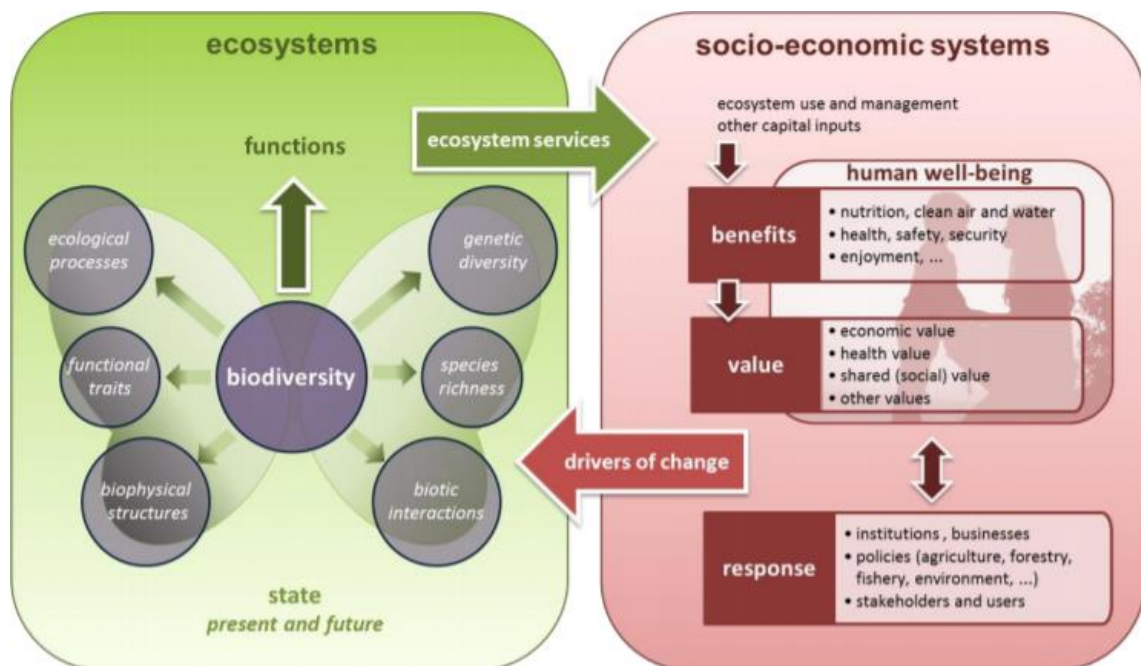 ecosystems
functions
ecological
processes
genetic
diversity
functional
traits
biodiversity
species
richness
biophysical
structures
biotic
interactions
state
present and future
ecosystem services
drivers of change
socio-economic systems
ecosystem use and management
other capital inputs
human well-being
benefits
• nutrition, clean air and water
• health, safety, security
• enjoyment, ...
value
• economic value
• health value
• shared (social) value
• other values
response
• institutions , businesses
• policies (agriculture, forestry,
fishery, environment, ...)
• stakeholders and users